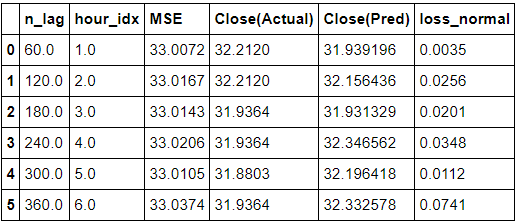 n_lag hour_idx MSE Close(Actual) Close(Pred) loss_normal
0 60.0 1.0 33.0072 32.2120 31.939196 0.0035
1 120.0 2.0 33.0167 32.2120 32.156436 0.0256
2 180.0 3.0 33.0143 31.9364 31.931329 0.0201
3 240.0 4.0 33.0206 31.9364 32.346562 0.0348
4 300.0 5.0 33.0105 31.8803 32.196418 0.0112
5 360.0 6.0 33.0374 31.9364 32.332578 0.0741